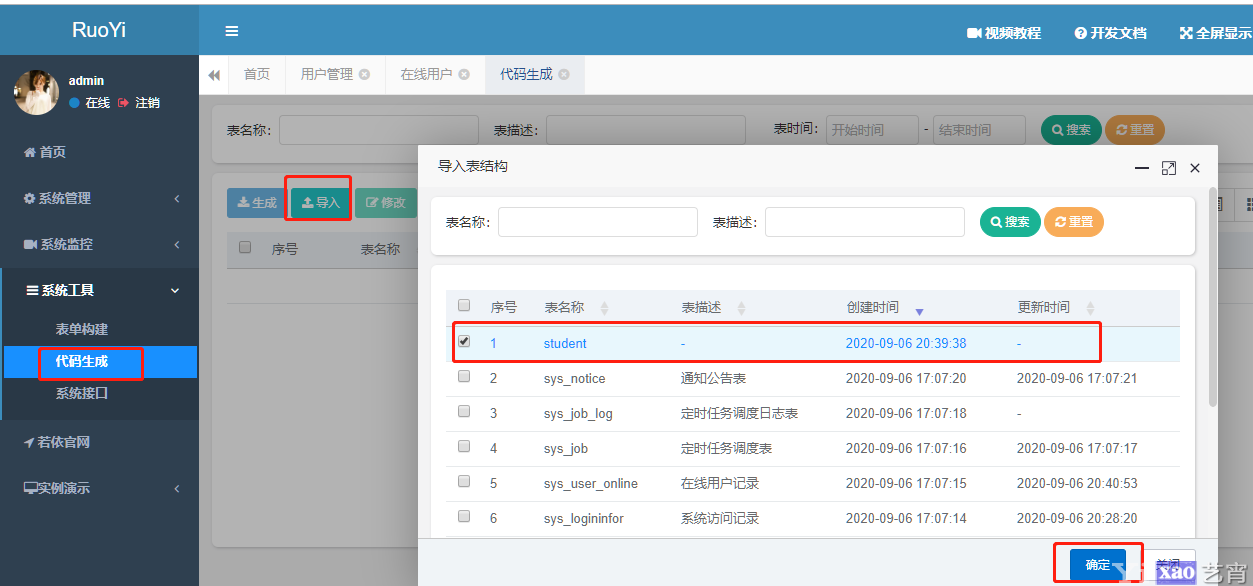 RuoYi
视频教程 开发文档 全屏显示
admin
在线 注销
首页 用户管理 在线用户 代码生成
表名称: 表描述: 表时间: 开始时间 - 结束时间 搜索 重置
首页
系统管理
系统监控
系统工具
表单构建
代码生成
系统接口
若依官网
实例演示
生成 导入 修改
序号 表名称
导入表结构
表名称: 表描述: 搜索 重置
序号 表名称 表描述 创建时间 更新时间
1 student - 2020-09-06 20:39:38 -
2 sys_notice 通知公告表 2020-09-06 17:07:20 2020-09-06 17:07:21
3 sys_job_log 定时任务调度日志表 2020-09-06 17:07:18 -
4 sys_job 定时任务调度表 2020-09-06 17:07:16 2020-09-06 17:07:17
5 sys_user_online 在线用户记录 2020-09-06 17:07:15 2020-09-06 20:40:53
6 sys_logininfor 系统访问记录 2020-09-06 17:07:14 2020-09-06 20:28:20
确定 关闭
xao 艺宵